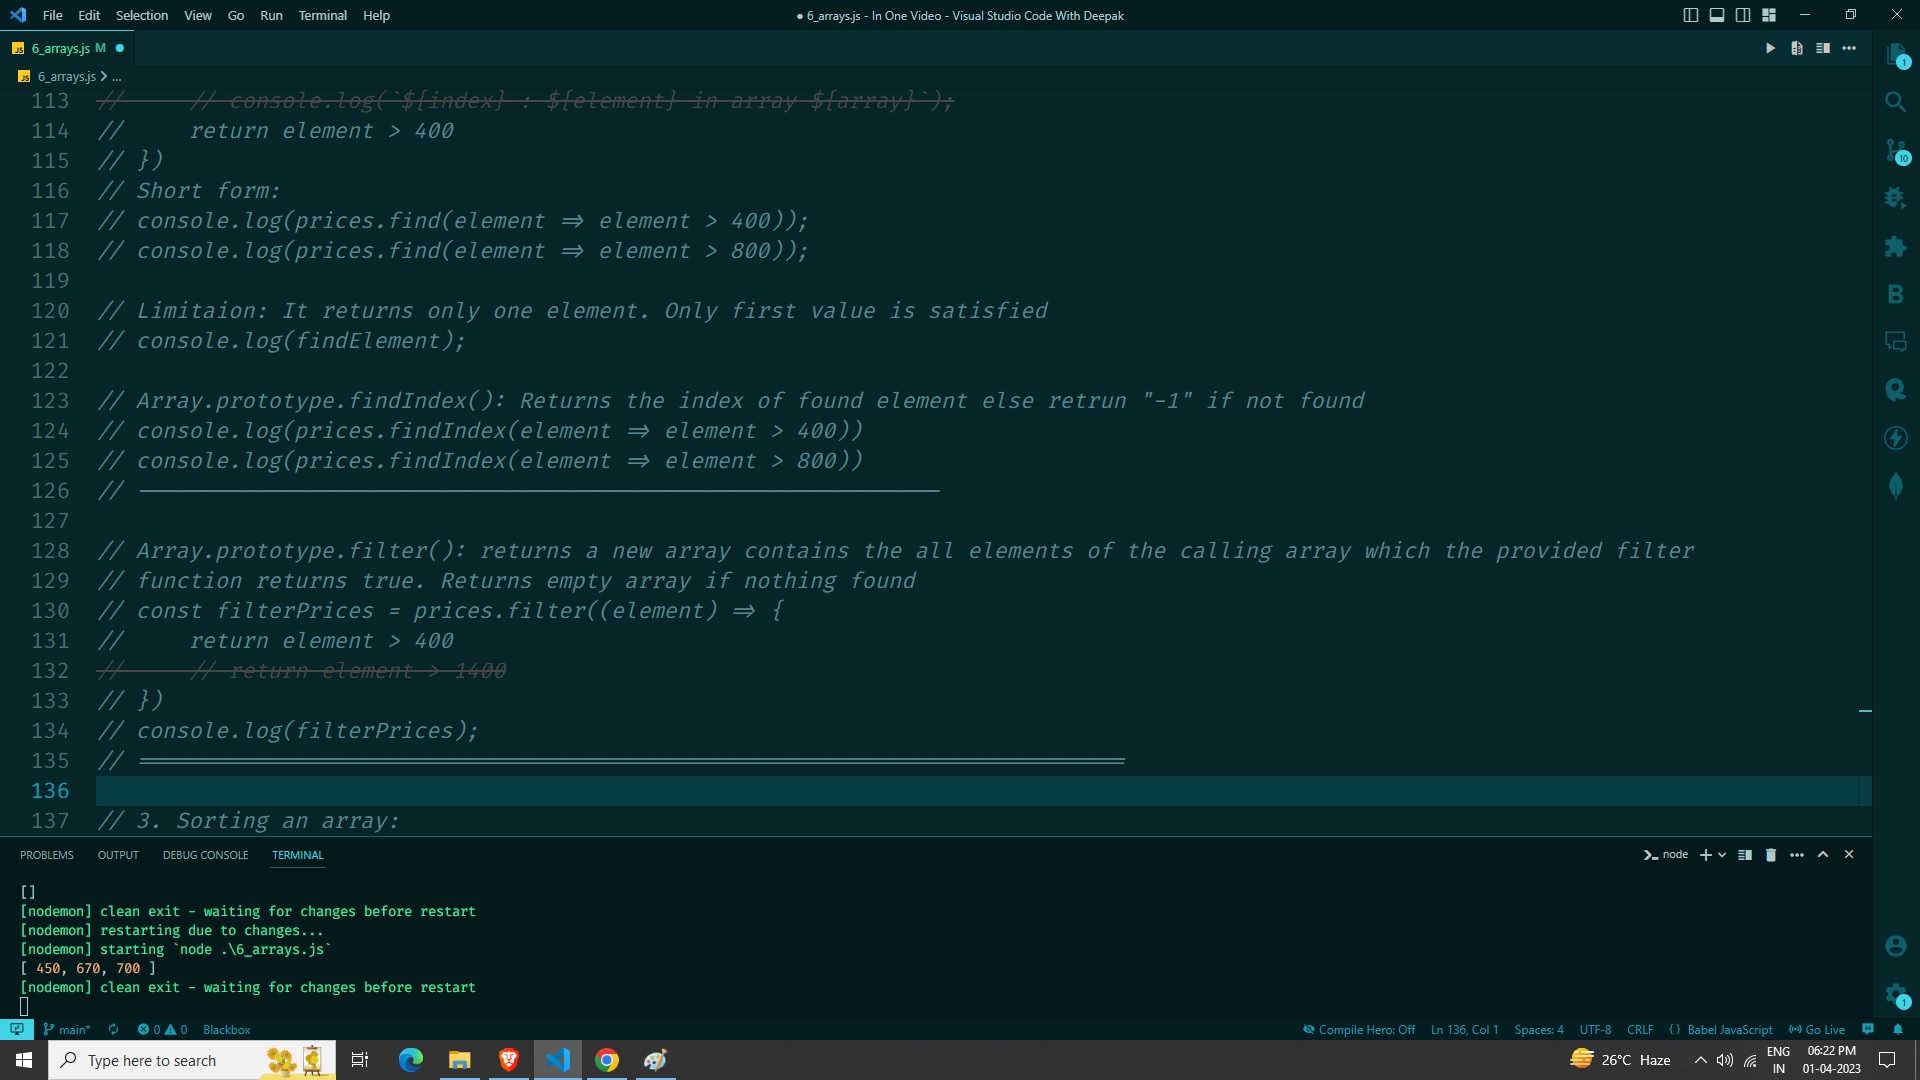 File Edit Selection View Go Run Terminal Help
● 6_arrays.js - In One Video - Visual Studio Code With Deepak
JS 6_arrays.js M ●
JS 6_arrays.js > ...
113 //     // console.log(`${index} : ${element} in array ${array}`);
114 //     return element > 400
115 // })
116 // Short form:
117 // console.log(prices.find(element => element > 400));
118 // console.log(prices.find(element => element > 800));
119
120 // Limitaion: It returns only one element. Only first value is satisfied
121 // console.log(findElement);
122
123 // Array.prototype.findIndex(): Returns the index of found element else retrun "-1" if not found
124 // console.log(prices.findIndex(element => element > 400))
125 // console.log(prices.findIndex(element => element > 800))
126 //
127
128 // Array.prototype.filter(): returns a new array contains the all elements of the calling array which the provided filter
129 // function returns true. Returns empty array if nothing found
130 // const filterPrices = prices.filter((element) => {
131 //     return element > 400
132 //     // return element > 1400
133 // })
134 // console.log(filterPrices);
135 //
136
137 // 3. Sorting an array:
PROBLEMS OUTPUT DEBUG CONSOLE TERMINAL
node
[]
[nodemon] clean exit - waiting for changes before restart
[nodemon] restarting due to changes...
[nodemon] starting `node .\6_arrays.js`
[ 450, 670, 700 ]
[nodemon] clean exit - waiting for changes before restart
main* 0 0 Blackbox
Compile Hero: Off Ln 136, Col 1 Spaces: 4 UTF-8 CRLF {} Babel JavaScript Go Live
1
10
B
1
Type here to search
26°C Haze
ENG
IN
06:22 PM
01-04-2023